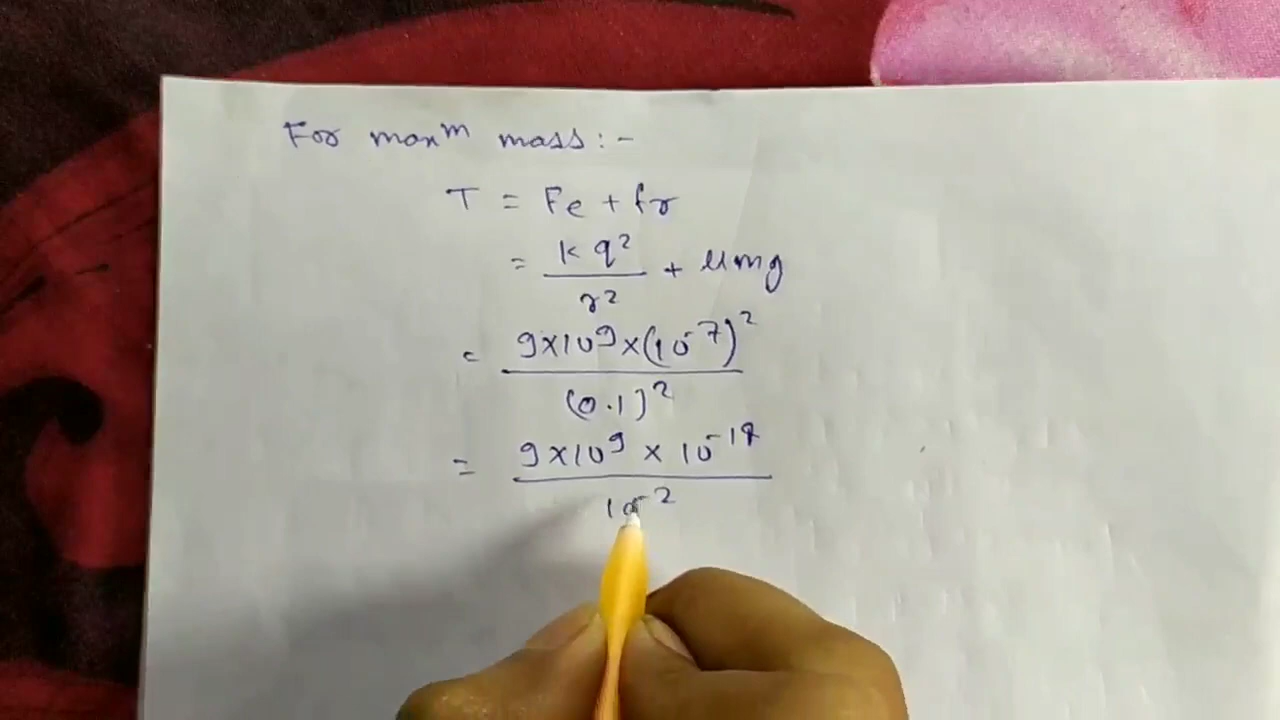 For maxᵐ mass:-
T = Fe + fr
= kq² / r² + μmg
= 9×10⁹×(10⁻⁷)² / (0.1)²
= 9×10⁹ × 10⁻¹⁴ / 10⁻²